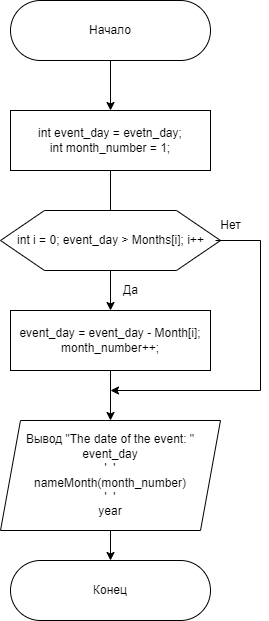 Начало
int event_day = evetn_day;
int month_number = 1;
int i = 0; event_day > Months[i]; i++
Нет
Да
event_day = event_day - Month[i];
month_number++;
Вывод "The date of the event: "
event_day
' '
nameMonth(month_number)
' '
year
Конец